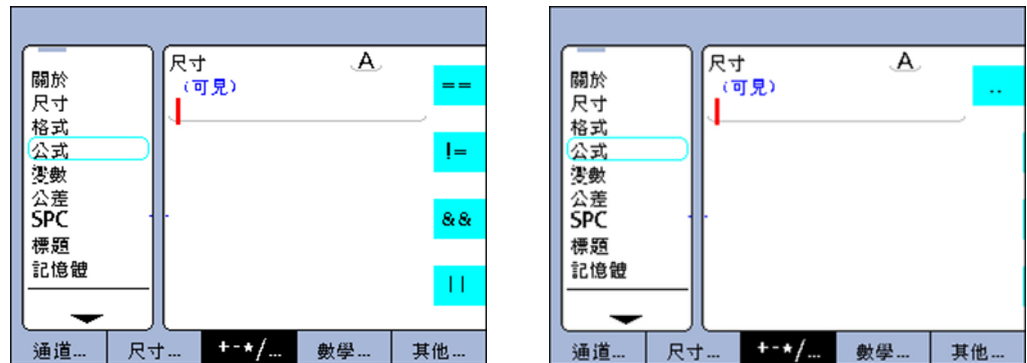 關於
尺寸
格式
公式
變數
公差
SPC
標題
記憶體
尺寸
A
(可見)
==
!=
&&
||
通道... 尺寸... +-*/... 數學... 其他...
關於
尺寸
格式
公式
變數
公差
SPC
標題
記憶體
尺寸
A
(可見)
..
通道... 尺寸... +-*/... 數學... 其他...